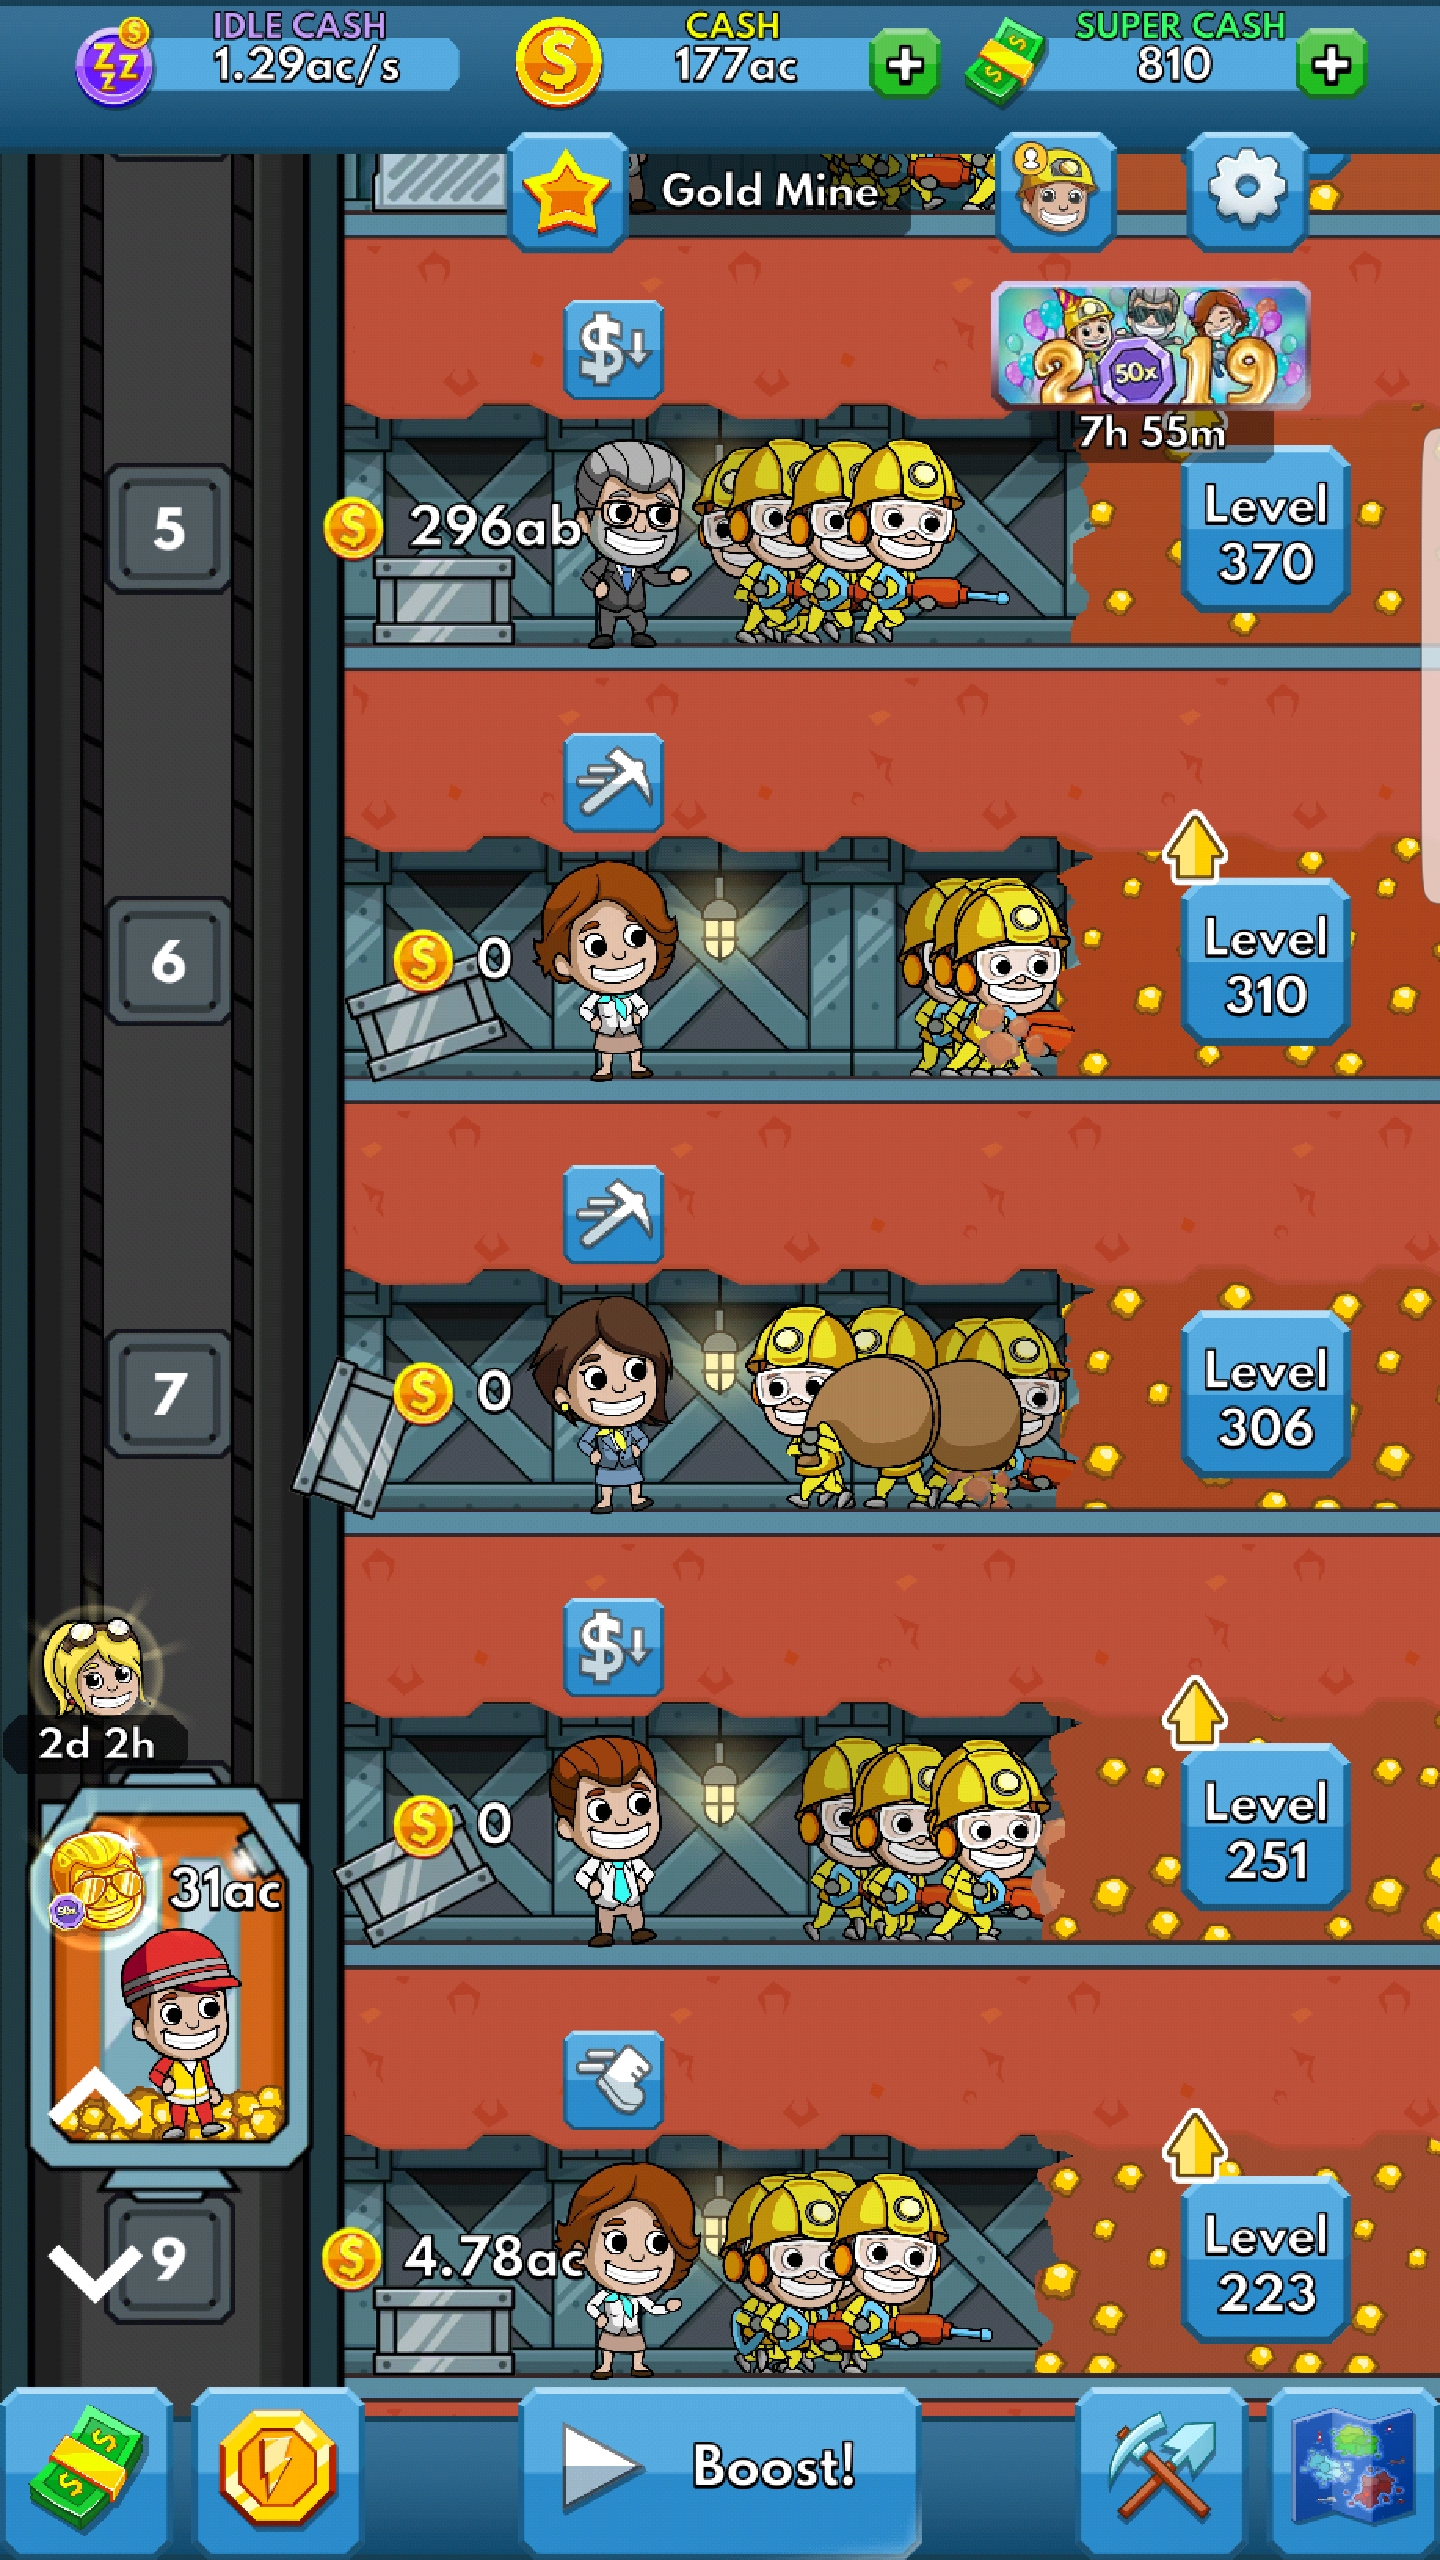 IDLE CASH
1.29ac/s
CASH
177ac
SUPER CASH
810
Gold Mine
2019
50x
7h 55m
5
296ab
Level
370
6
0
Level
310
7
0
Level
306
0
Level
251
2d 2h
50x
31ac
9
4.78ac
Level
223
Boost!